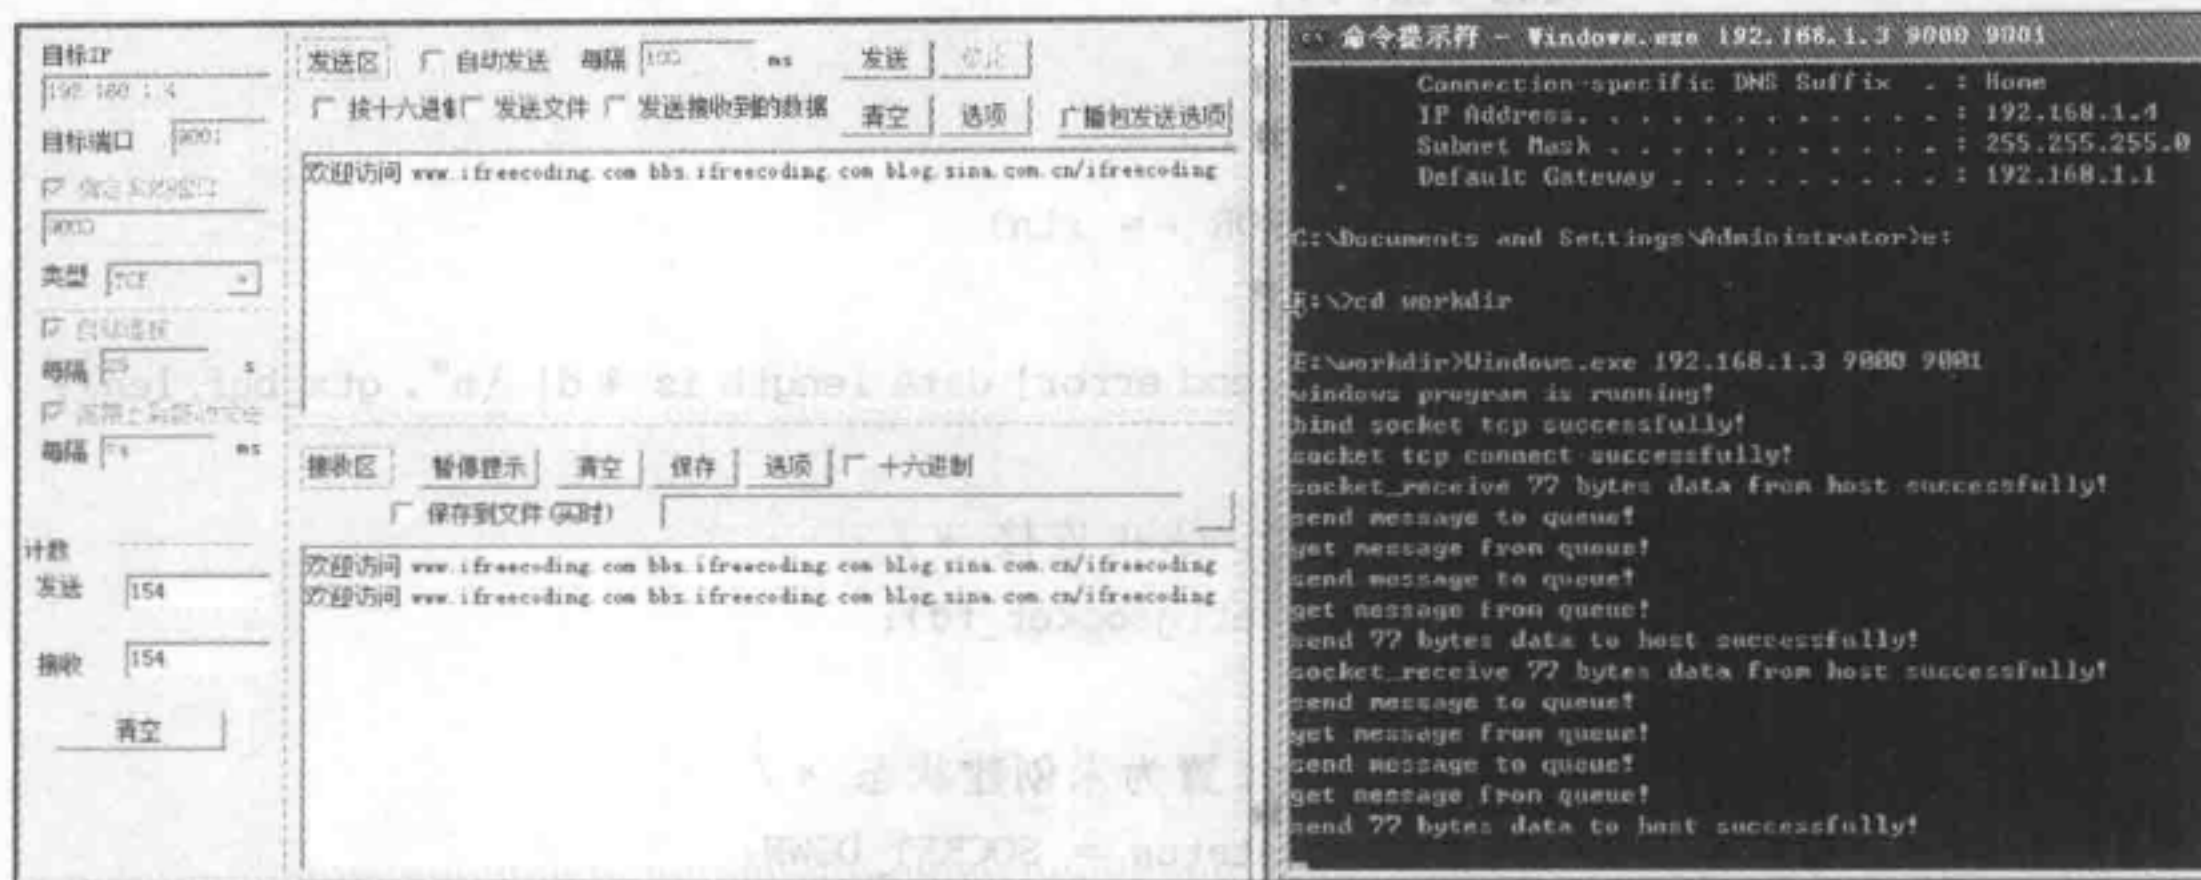 目标IP
192.168.1.4
目标端口 9001
9000
类型 TCP
自动连接
每隔 s
每隔 ms
计数
发送 154
接收 154
清空
发送区 自动发送 每隔 100 ms 发送
按十六进制 发送文件 发送接收到的数据 清空 选项 广播包发送选项
欢迎访问 www.ifreecoding.com bbs.ifreecoding.com blog.sina.com.cn/ifreecoding
接收区 暂停显示 清空 保存 选项 十六进制
保存到文件(实时)
欢迎访问 www.ifreecoding.com bbs.ifreecoding.com blog.sina.com.cn/ifreecoding
欢迎访问 www.ifreecoding.com bbs.ifreecoding.com blog.sina.com.cn/ifreecoding
命令提示符 - Windows.exe 192.168.1.3 9000 9001
Connection-specific DNS Suffix . : Home
IP Address. . . . . . . . . . . . : 192.168.1.4
Subnet Mask . . . . . . . . . . . : 255.255.255.0
Default Gateway . . . . . . . . . : 192.168.1.1
C:\Documents and Settings\Administrator>e:
E:\>cd workdir
E:\workdir>Windows.exe 192.168.1.3 9000 9001
windows program is running!
bind socket tcp successfully!
socket tcp connect successfully!
socket_receive 77 bytes data from host successfully!
send message to queue!
get message from queue!
send message to queue!
get message from queue!
send 77 bytes data to host successfully!
socket_receive 77 bytes data from host successfully!
send message to queue!
get message from queue!
send message to queue!
get message from queue!
send 77 bytes data to host successfully!